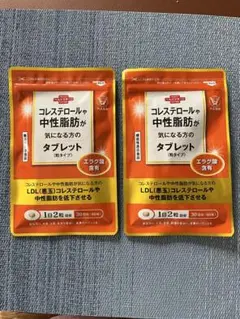 コレステロールや
中性脂肪が
気になる方の
タブレット
(粒タイプ)
エラグ酸
含有
コレステロールや中性脂肪が気になる方の
LDL(悪玉)コレステロールや
中性脂肪を低下させる
1日2粒
コレステロールや
中性脂肪が
気になる方の
タブレット
(粒タイプ)
エラグ酸
含有
コレステロールや中性脂肪が気になる方の
LDL(悪玉)コレステロールや
中性脂肪を低下させる
1日2粒